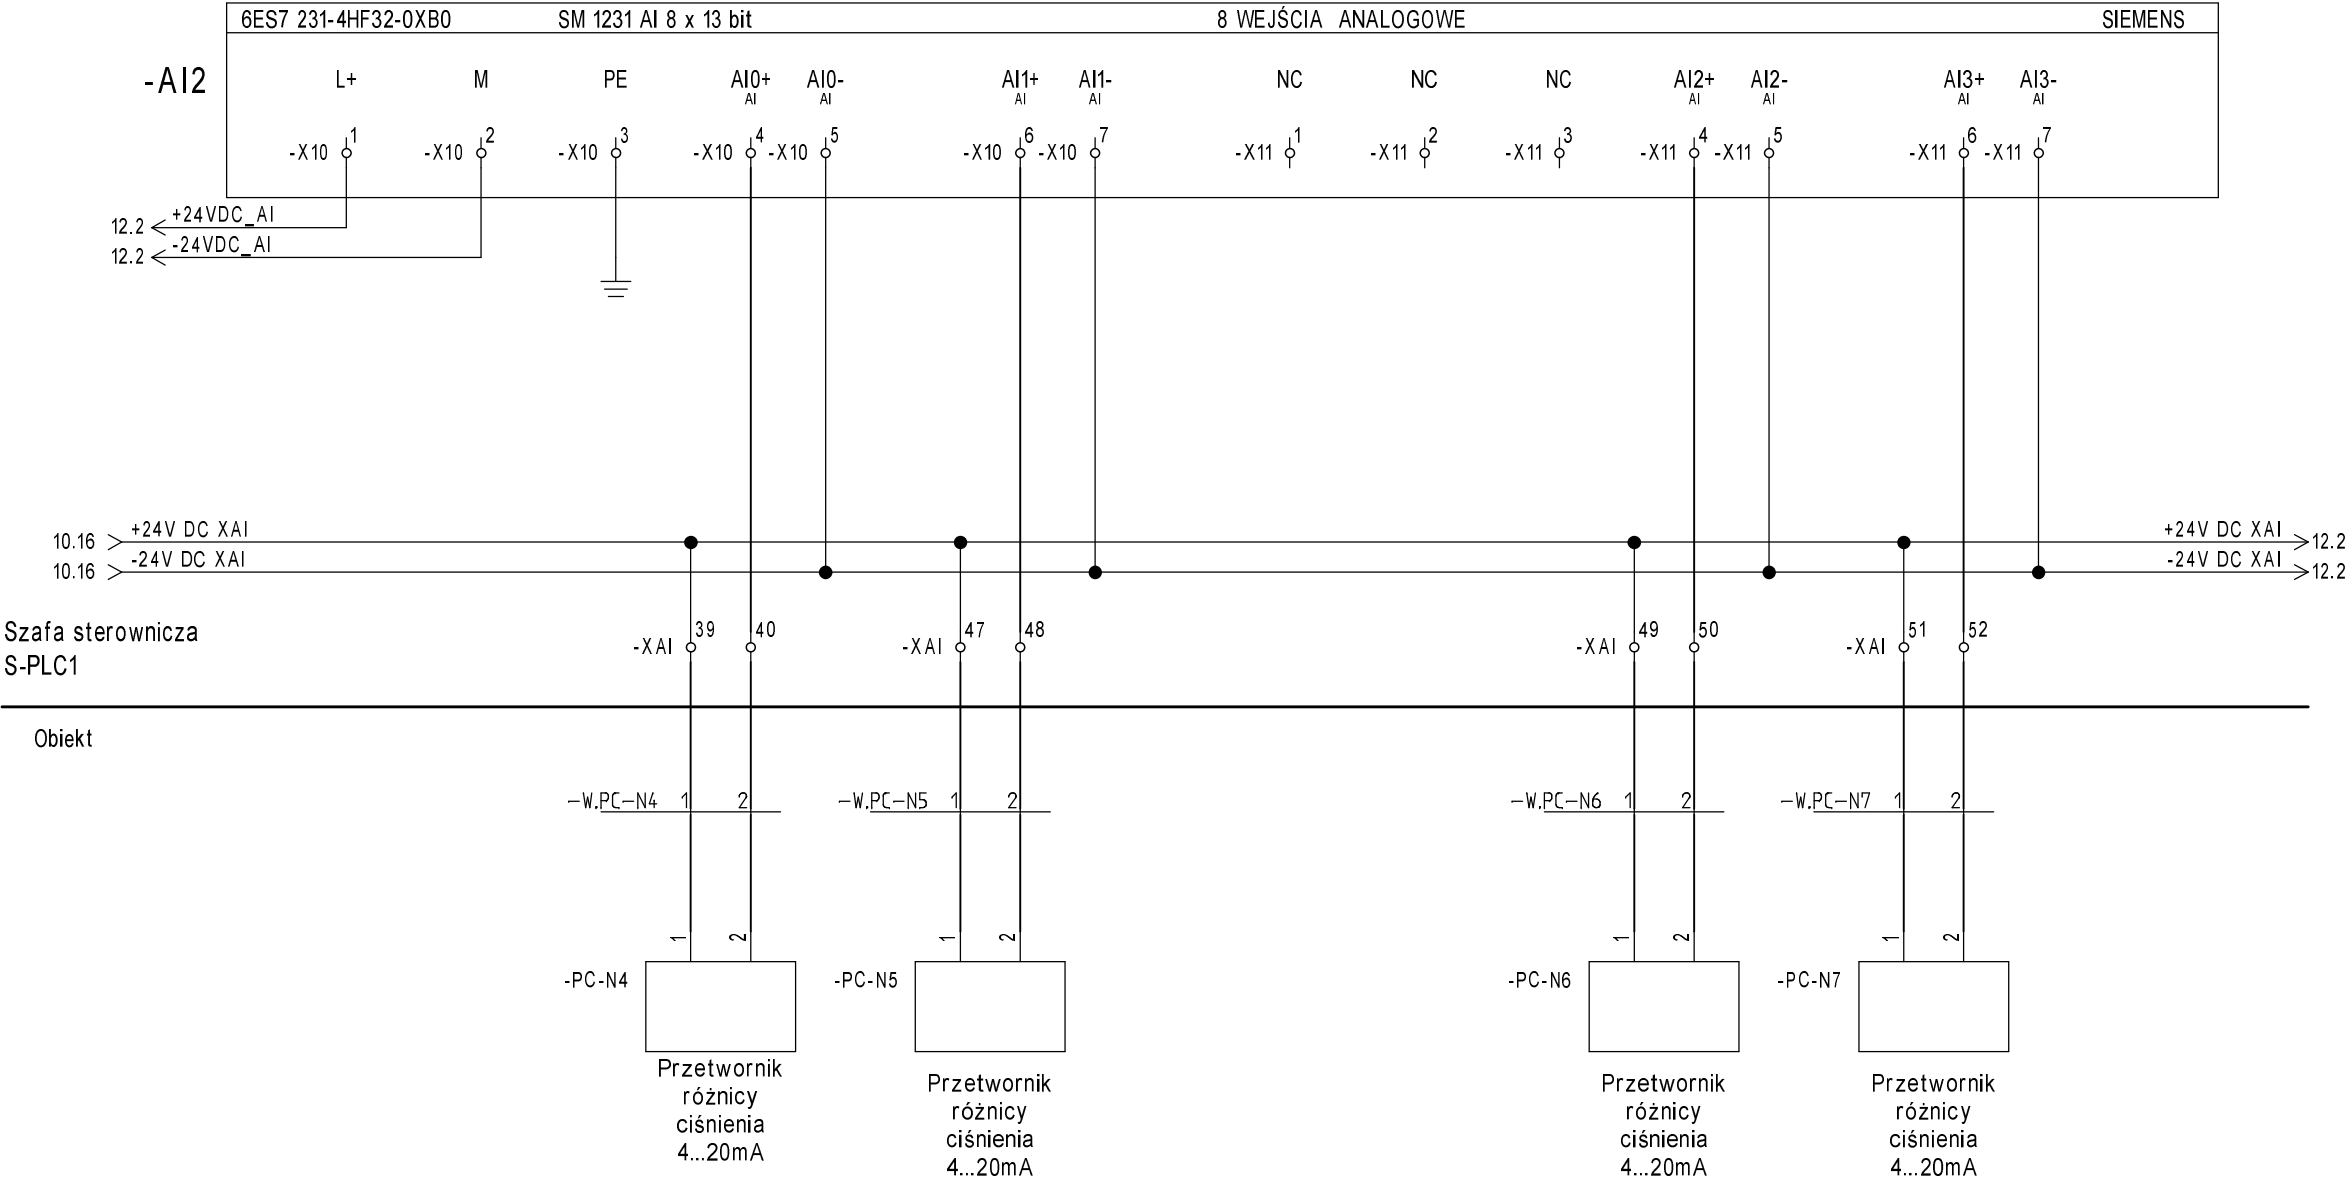 6ES7 231-4HF32-0XB0 SM 1231 AI 8 x 13 bit 8 WEJŚCIA ANALOGOWE SIEMENS
-AI2 L+ M PE AI0+ AI0- AI1+ AI1- NC NC NC AI2+ AI2- AI3+ AI3-
AI AI AI AI AI AI AI AI
1 2 3 4 5 6 7 1 2 3 4 5 6 7
-X10 -X10 -X10 -X10 -X10 -X10 -X10 -X11 -X11 -X11 -X11 -X11 -X11 -X11
12.2 +24VDC_AI
12.2 -24VDC_AI
10.16 +24V DC XAI +24V DC XAI 12.2
10.16 -24V DC XAI -24V DC XAI 12.2
Szafa sterownicza
S-PLC1
39 40 47 48 49 50 51 52
-XAI -XAI -XAI -XAI
Obiekt
-W.PC-N4 1 2 -W.PC-N5 1 2 -W.PC-N6 1 2 -W.PC-N7 1 2
1 2 1 2 1 2 1 2
-PC-N4 -PC-N5 -PC-N6 -PC-N7
Przetwornik
różnicy
ciśnienia
4...20mA
Przetwornik
różnicy
ciśnienia
4...20mA
Przetwornik
różnicy
ciśnienia
4...20mA
Przetwornik
różnicy
ciśnienia
4...20mA